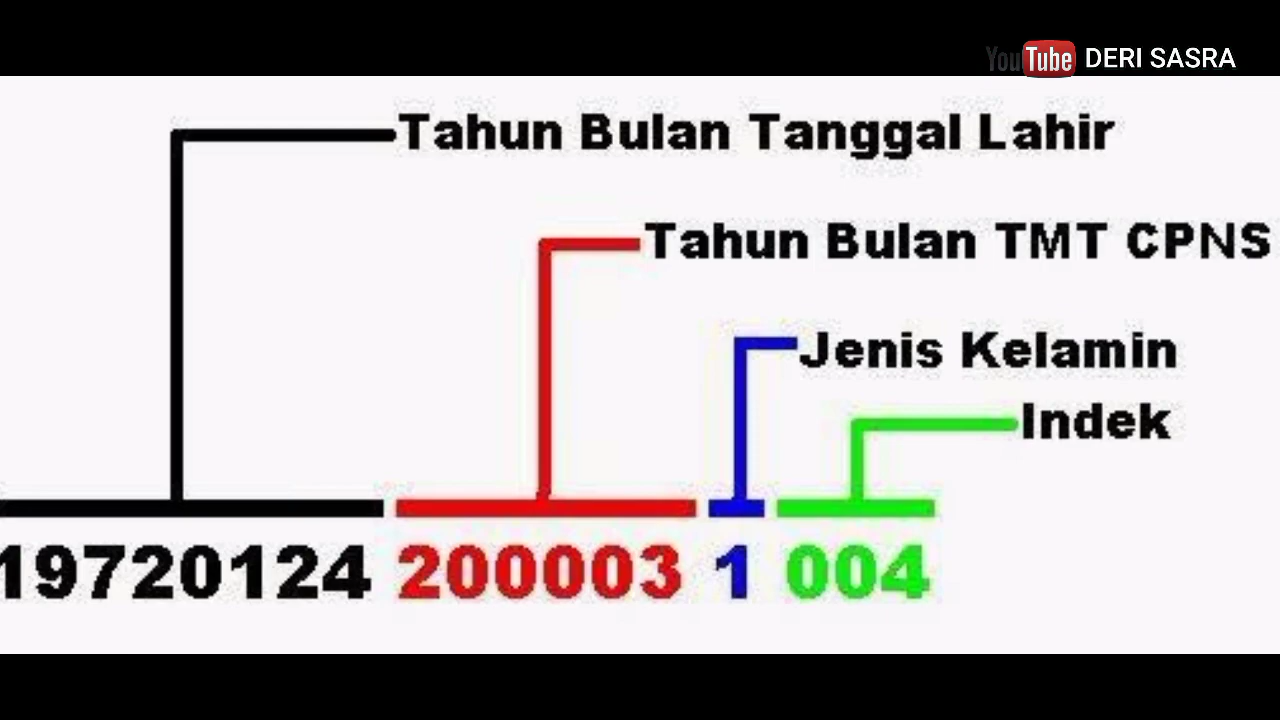 YouTube DERI SASRA
Tahun Bulan Tanggal Lahir
Tahun Bulan TMT CPNS
Jenis Kelamin
Indek
19720124 200003 1 004